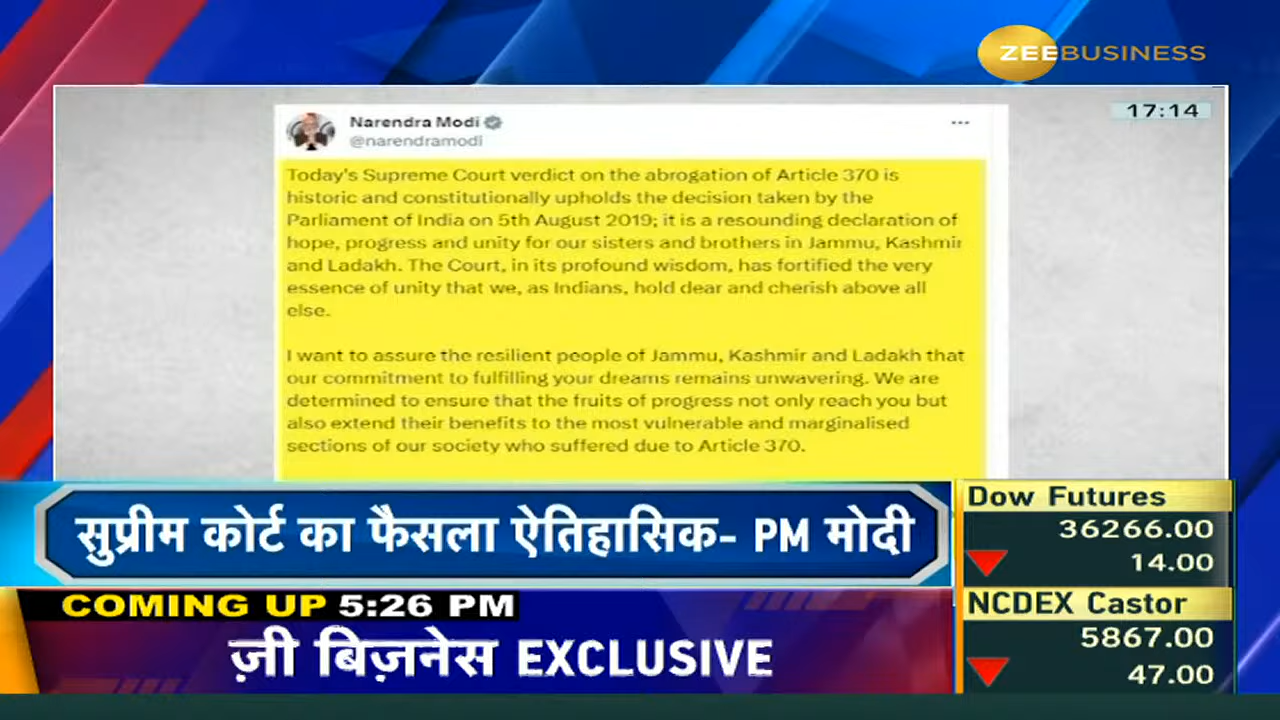 ZEEBUSINESS
17:14
Narendra Modi
@narendramodi
Today's Supreme Court verdict on the abrogation of Article 370 is
historic and constitutionally upholds the decision taken by the
Parliament of India on 5th August 2019; it is a resounding declaration of
hope, progress and unity for our sisters and brothers in Jammu, Kashmir
and Ladakh. The Court, in its profound wisdom, has fortified the very
essence of unity that we, as Indians, hold dear and cherish above all
else.
I want to assure the resilient people of Jammu, Kashmir and Ladakh that
our commitment to fulfilling your dreams remains unwavering. We are
determined to ensure that the fruits of progress not only reach you but
also extend their benefits to the most vulnerable and marginalised
sections of our society who suffered due to Article 370.
सुप्रीम कोर्ट का फैसला ऐतिहासिक- PM मोदी
Dow Futures
36266.00
14.00
COMING UP 5:26 PM
ज़ी बिज़नेस EXCLUSIVE
NCDEX Castor
5867.00
47.00